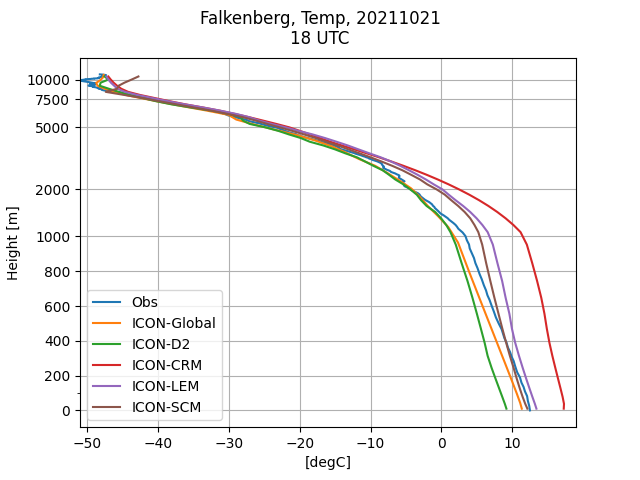 Falkenberg, Temp, 20211021
18 UTC
10000
7500
5000
2000
1000
800
600
400
200
0
Height [m]
Obs
ICON-Global
ICON-D2
ICON-CRM
ICON-LEM
ICON-SCM
−50 −40 −30 −20 −10 0 10
[degC]